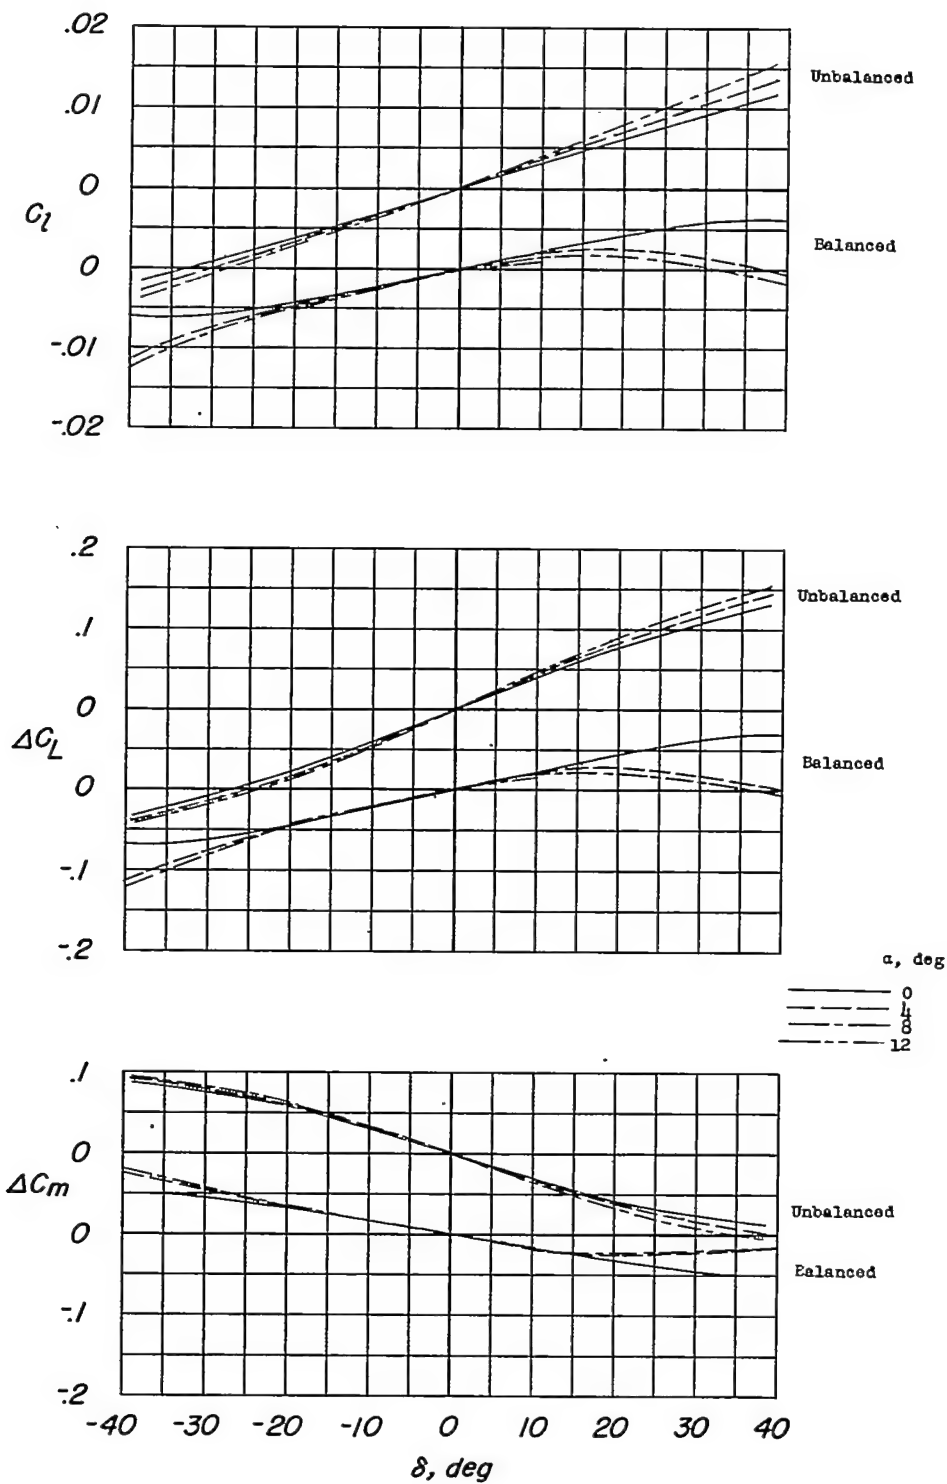 .02
Unbalanced
.01
0
C_l
Balanced
0
-.01
-.02
.2
Unbalanced
.1
0
ΔC_L
Balanced
0
-.1
-.2
α, deg
0
4
8
12
.1
0
ΔC_m
Unbalanced
0
Balanced
-.1
-.2
-40 -30 -20 -10 0 10 20 30 40
δ, deg